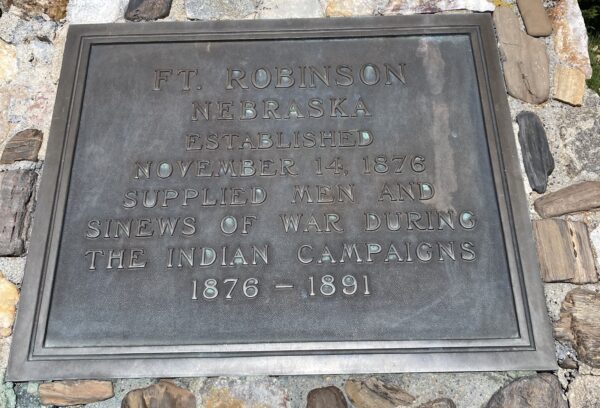 FT. ROBINSON
NEBRASKA
ESTABLISHED
NOVEMBER 14, 1876
SUPPLIED MEN AND
SINEWS OF WAR DURING
THE INDIAN CAMPAIGNS
1876 – 1891